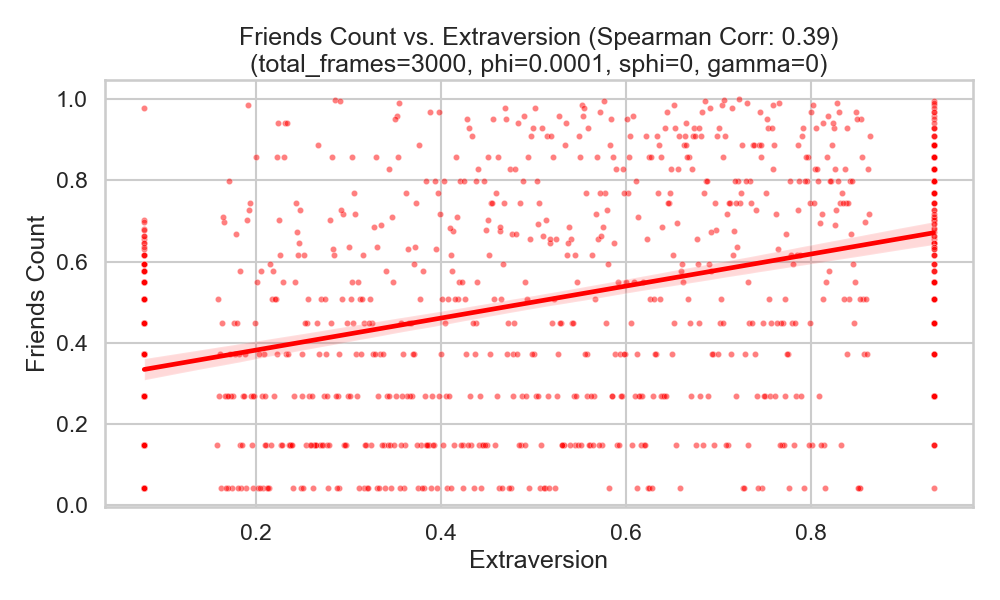 Friends Count vs. Extraversion (Spearman Corr: 0.39)
(total_frames=3000, phi=0.0001, sphi=0, gamma=0)
Friends Count
1.0
0.8
0.6
0.4
0.2
0.0
0.2 0.4 0.6 0.8
Extraversion